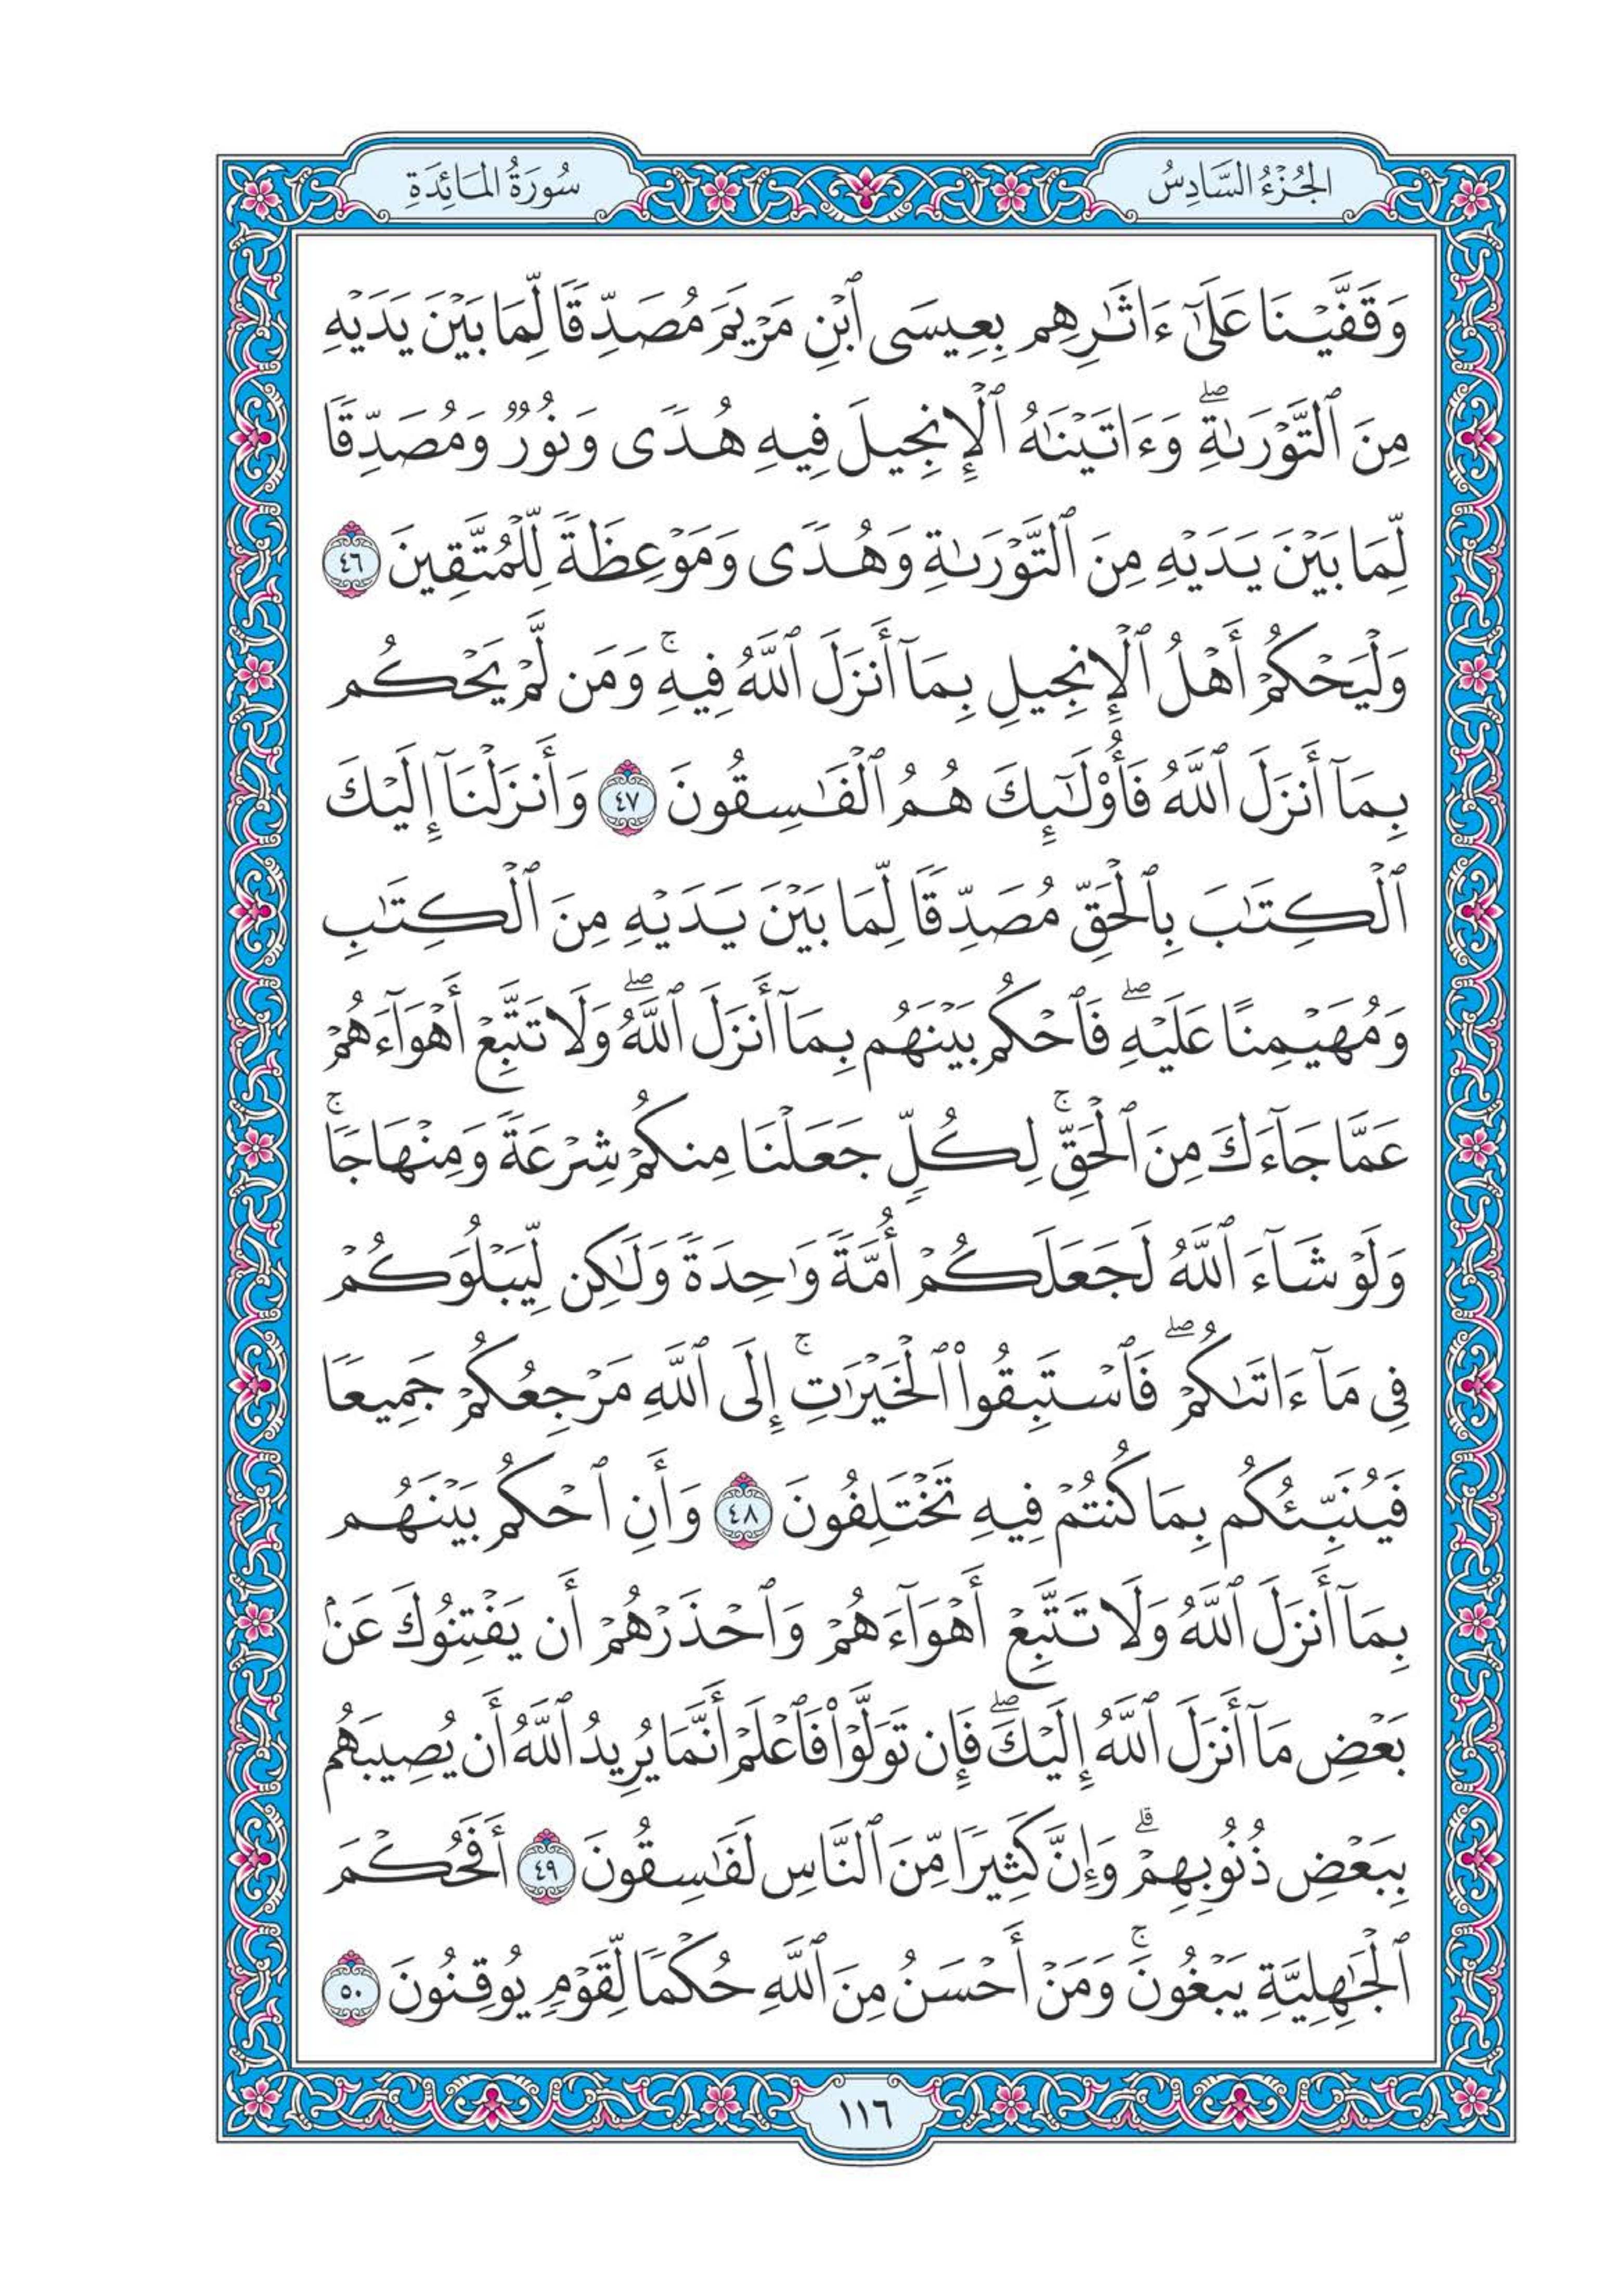 الجُزْءُ السَّادِسُ
سُورَةُ المَائِدَةِ
وَقَفَّيۡنَا عَلَىٰٓ ءَاثَٰرِهِم بِعِيسَى ٱبۡنِ مَرۡيَمَ مُصَدِّقٗا لِّمَا بَيۡنَ يَدَيۡهِ
مِنَ ٱلتَّوۡرَىٰةِۖ وَءَاتَيۡنَٰهُ ٱلۡإِنجِيلَ فِيهِ هُدٗى وَنُورٞ وَمُصَدِّقٗا
لِّمَا بَيۡنَ يَدَيۡهِ مِنَ ٱلتَّوۡرَىٰةِ وَهُدٗى وَمَوۡعِظَةٗ لِّلۡمُتَّقِينَ ٤٦
وَلۡيَحۡكُمۡ أَهۡلُ ٱلۡإِنجِيلِ بِمَآ أَنزَلَ ٱللَّهُ فِيهِۚ وَمَن لَّمۡ يَحۡكُم
بِمَآ أَنزَلَ ٱللَّهُ فَأُوْلَٰٓئِكَ هُمُ ٱلۡفَٰسِقُونَ ٤٧ وَأَنزَلۡنَآ إِلَيۡكَ
ٱلۡكِتَٰبَ بِٱلۡحَقِّ مُصَدِّقٗا لِّمَا بَيۡنَ يَدَيۡهِ مِنَ ٱلۡكِتَٰبِ
وَمُهَيۡمِنًا عَلَيۡهِۖ فَٱحۡكُم بَيۡنَهُم بِمَآ أَنزَلَ ٱللَّهُۖ وَلَا تَتَّبِعۡ أَهۡوَآءَهُمۡ
عَمَّا جَآءَكَ مِنَ ٱلۡحَقِّۚ لِكُلّٖ جَعَلۡنَا مِنكُمۡ شِرۡعَةٗ وَمِنۡهَاجٗاۚ
وَلَوۡ شَآءَ ٱللَّهُ لَجَعَلَكُمۡ أُمَّةٗ وَٰحِدَةٗ وَلَٰكِن لِّيَبۡلُوَكُمۡ
فِي مَآ ءَاتَىٰكُمۡۖ فَٱسۡتَبِقُواْ ٱلۡخَيۡرَٰتِۚ إِلَى ٱللَّهِ مَرۡجِعُكُمۡ جَمِيعٗا
فَيُنَبِّئُكُم بِمَا كُنتُمۡ فِيهِ تَخۡتَلِفُونَ ٤٨ وَأَنِ ٱحۡكُم بَيۡنَهُم
بِمَآ أَنزَلَ ٱللَّهُ وَلَا تَتَّبِعۡ أَهۡوَآءَهُمۡ وَٱحۡذَرۡهُمۡ أَن يَفۡتِنُوكَ عَنۢ
بَعۡضِ مَآ أَنزَلَ ٱللَّهُ إِلَيۡكَۖ فَإِن تَوَلَّوۡاْ فَٱعۡلَمۡ أَنَّمَا يُرِيدُ ٱللَّهُ أَن يُصِيبَهُم
بِبَعۡضِ ذُنُوبِهِمۡۗ وَإِنَّ كَثِيرٗا مِّنَ ٱلنَّاسِ لَفَٰسِقُونَ ٤٩ أَفَحُكۡمَ
ٱلۡجَٰهِلِيَّةِ يَبۡغُونَۚ وَمَنۡ أَحۡسَنُ مِنَ ٱللَّهِ حُكۡمٗا لِّقَوۡمٖ يُوقِنُونَ ٥٠
١١٦